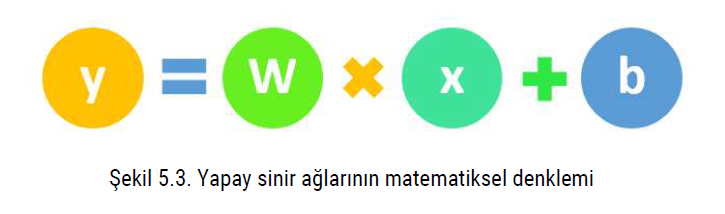 y = W × x + b
Şekil 5.3. Yapay sinir ağlarının matematiksel denklemi